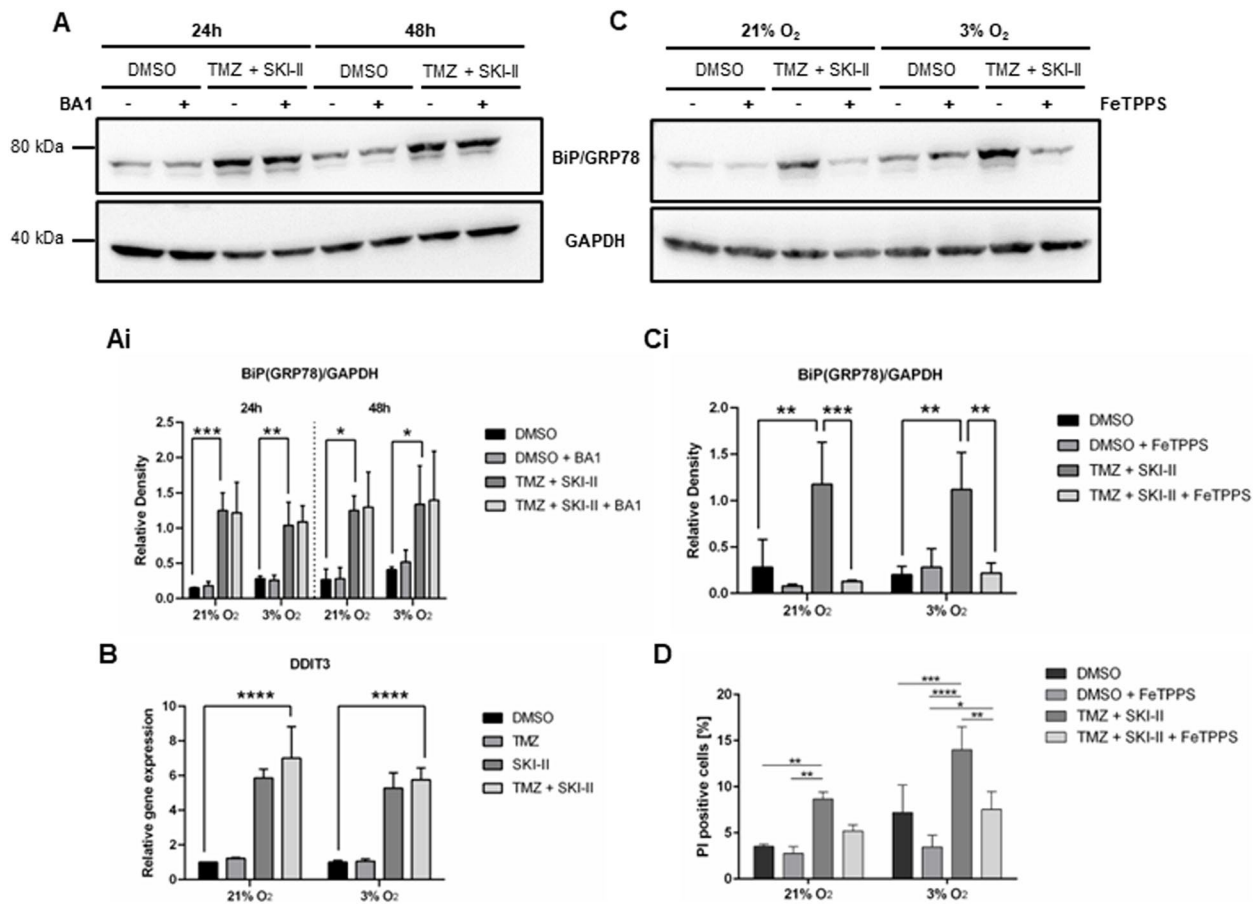 A
24h 48h
DMSO TMZ + SKI-II DMSO TMZ + SKI-II
BA1 - + - + - + - +
80 kDa
BiP/GRP78
40 kDa
GAPDH
C
21% O2 3% O2
DMSO TMZ + SKI-II DMSO TMZ + SKI-II
- + - + - + - + FeTPPS
Ai
BiP(GRP78)/GAPDH
24h 48h
Relative Density
2.5
2.0
1.5
1.0
0.5
0.0
*** ** * *
21% O2 3% O2 21% O2 3% O2
DMSO
DMSO + BA1
TMZ + SKI-II
TMZ + SKI-II + BA1
Ci
BiP(GRP78)/GAPDH
Relative Density
2.0
1.5
1.0
0.5
0.0
** *** ** **
21% O2 3% O2
DMSO
DMSO + FeTPPS
TMZ + SKI-II
TMZ + SKI-II + FeTPPS
B
DDIT3
Relative gene expression
10
8
6
4
2
0
**** ****
21% O2 3% O2
DMSO
TMZ
SKI-II
TMZ + SKI-II
D
PI positive cells [%]
20
15
10
5
0
**
**
***
****
*
**
21% O2 3% O2
DMSO
DMSO + FeTPPS
TMZ + SKI-II
TMZ + SKI-II + FeTPPS